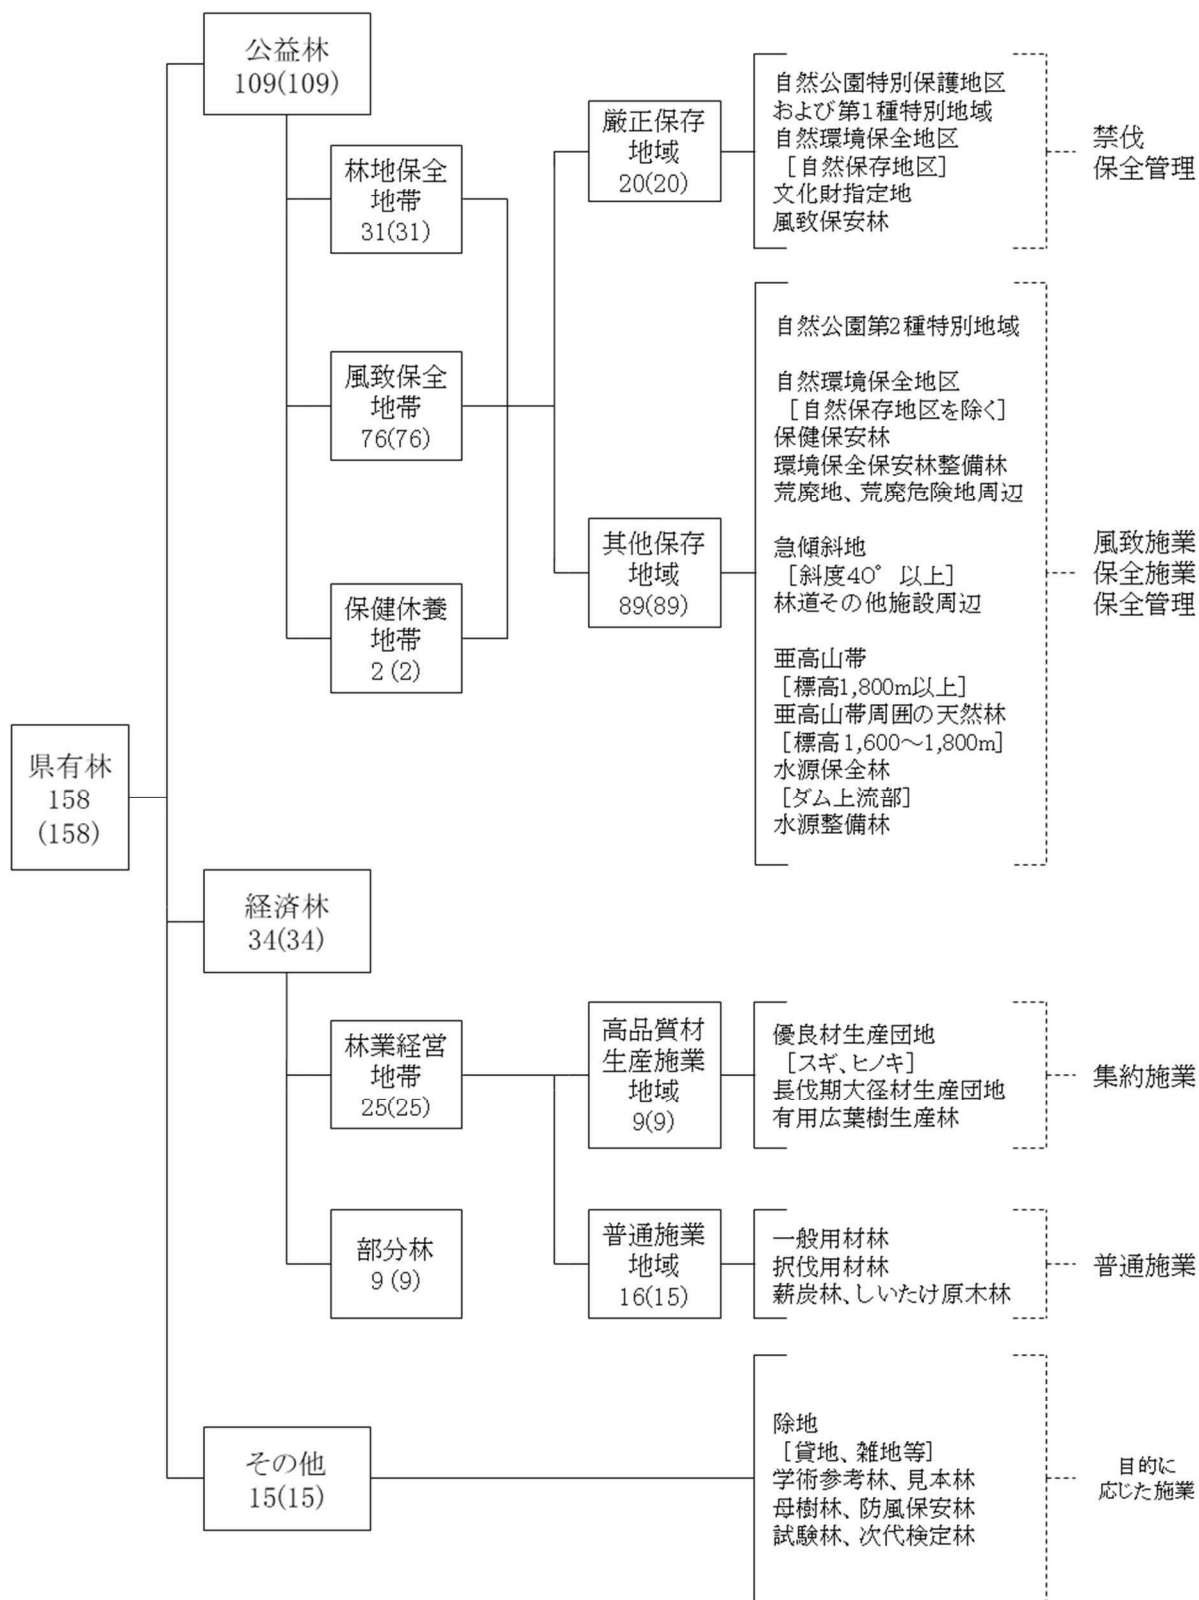 県有林
158
(158)
公益林
109(109)
林地保全
地帯
31(31)
風致保全
地帯
76(76)
保健休養
地帯
2(2)
厳正保存
地域
20(20)
自然公園特別保護地区
および第1種特別地域
自然環境保全地区
[自然保存地区]
文化財指定地
風致保安林
禁伐
保全管理
其他保存
地域
89(89)
自然公園第2種特別地域
自然環境保全地区
[自然保存地区を除く]
保健保安林
環境保全保安林整備林
荒廃地、荒廃危険地周辺
急傾斜地
[斜度40°以上]
林道その他施設周辺
亜高山帯
[標高1,800m以上]
亜高山帯周囲の天然林
[標高1,600～1,800m]
水源保全林
[ダム上流部]
水源整備林
風致施業
保全施業
保全管理
経済林
34(34)
林業経営
地帯
25(25)
部分林
9(9)
高品質材
生産施業
地域
9(9)
優良材生産団地
[スギ、ヒノキ]
長伐期大径材生産団地
有用広葉樹生産林
集約施業
普通施業
地域
16(15)
一般用材林
択伐用材林
薪炭林、しいたけ原木林
普通施業
その他
15(15)
除地
[貸地、雑地等]
学術参考林、見本林
母樹林、防風保安林
試験林、次代検定林
目的に
応じた施業